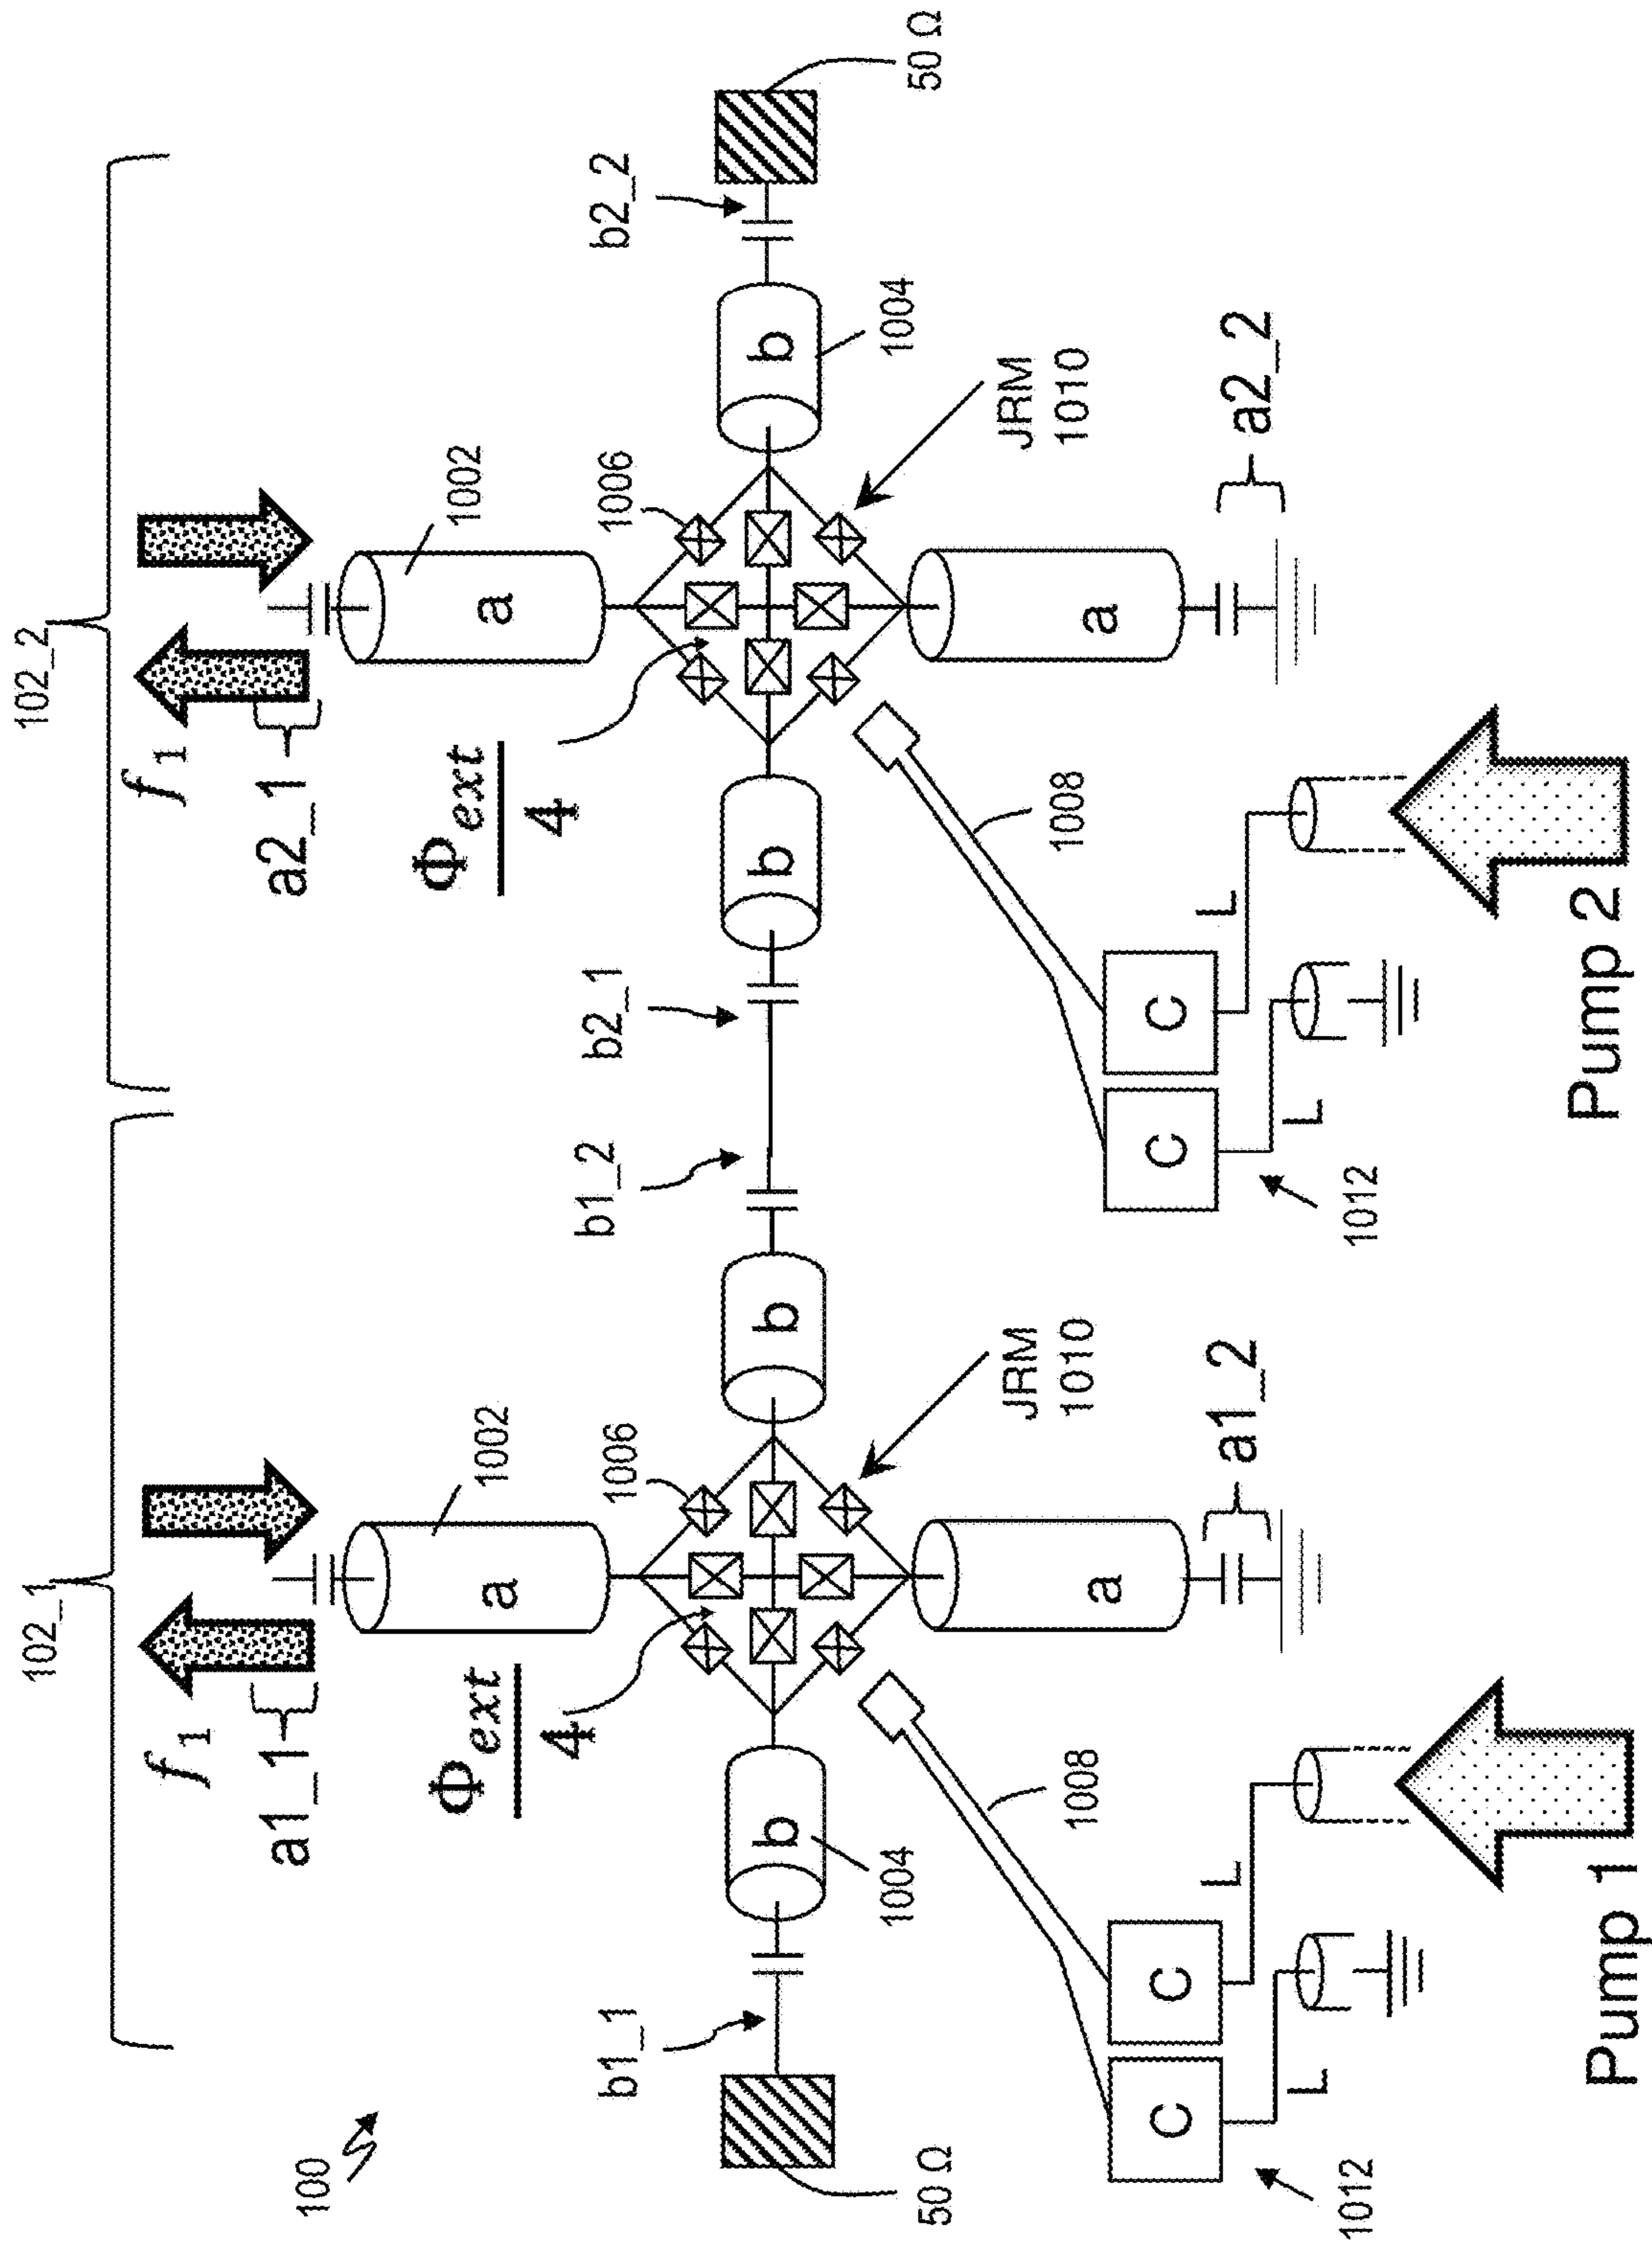 100
102_1
102_2
f1
a1_1
1002
f1
a2_1
1002
Φext
4
1006
Φext
4
1006
b1_1
b1_2
b2_1
b2_2
50 Ω
50 Ω
a
a
b
b
b
b
1004
1004
JRM
1010
JRM
1010
a
a
a1_2
a2_2
1008
1008
C
C
C
C
L
L
L
L
1012
1012
Pump 1
Pump 2